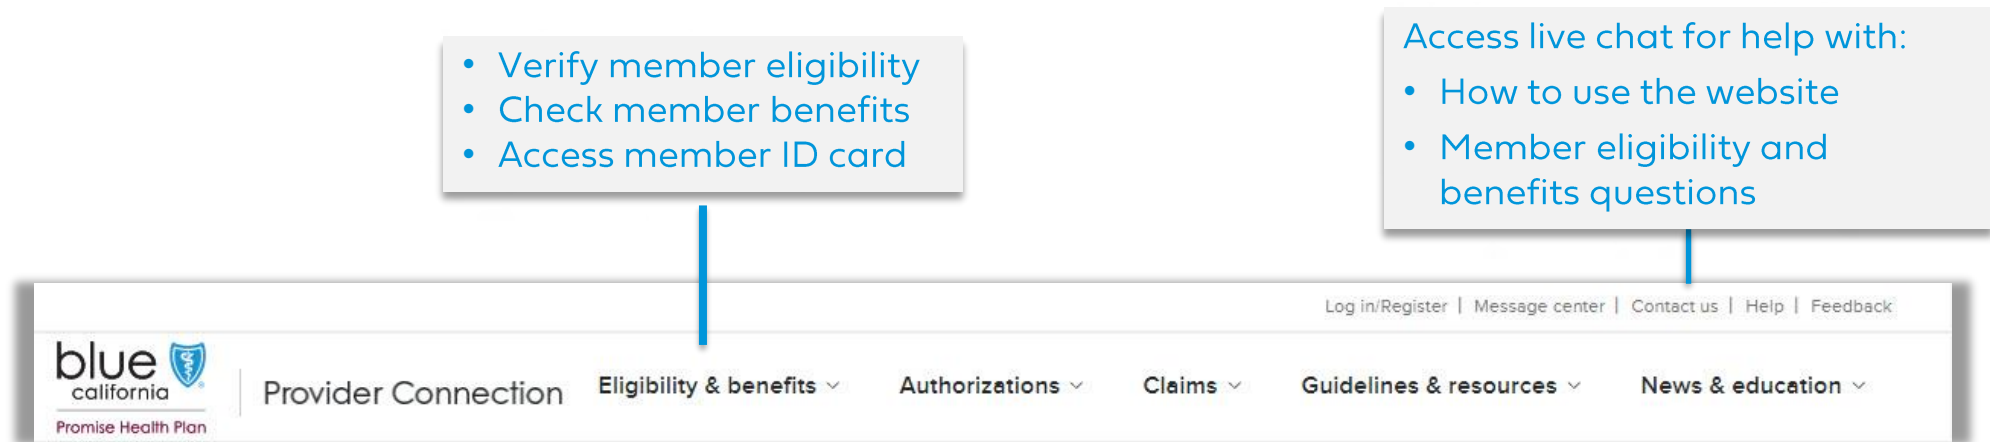 • Verify member eligibility
• Check member benefits
• Access member ID card
Access live chat for help with:
• How to use the website
• Member eligibility and
benefits questions
Log in/Register | Message center | Contact us | Help | Feedback
blue
california
Promise Health Plan
Provider Connection
Eligibility & benefits
Authorizations
Claims
Guidelines & resources
News & education